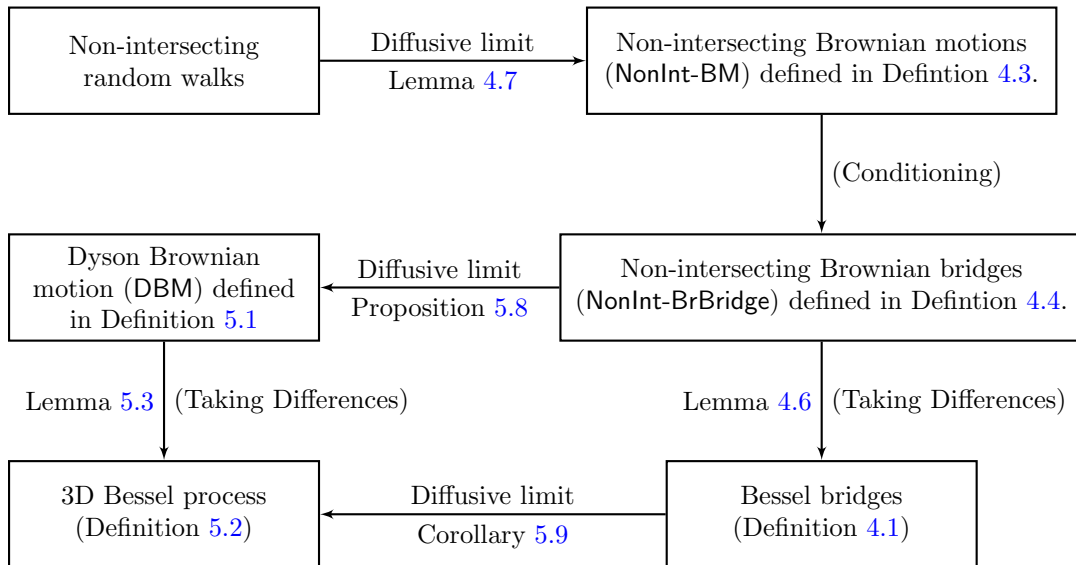 Non-intersecting
random walks
Diffusive limit
Lemma 4.7
Non-intersecting Brownian motions
(NonInt-BM) defined in Defintion 4.3.
(Conditioning)
Dyson Brownian
motion (DBM) defined
in Definition 5.1
Diffusive limit
Proposition 5.8
Non-intersecting Brownian bridges
(NonInt-BrBridge) defined in Defintion 4.4.
Lemma 5.3
(Taking Differences)
Lemma 4.6
(Taking Differences)
3D Bessel process
(Definition 5.2)
Diffusive limit
Corollary 5.9
Bessel bridges
(Definition 4.1)